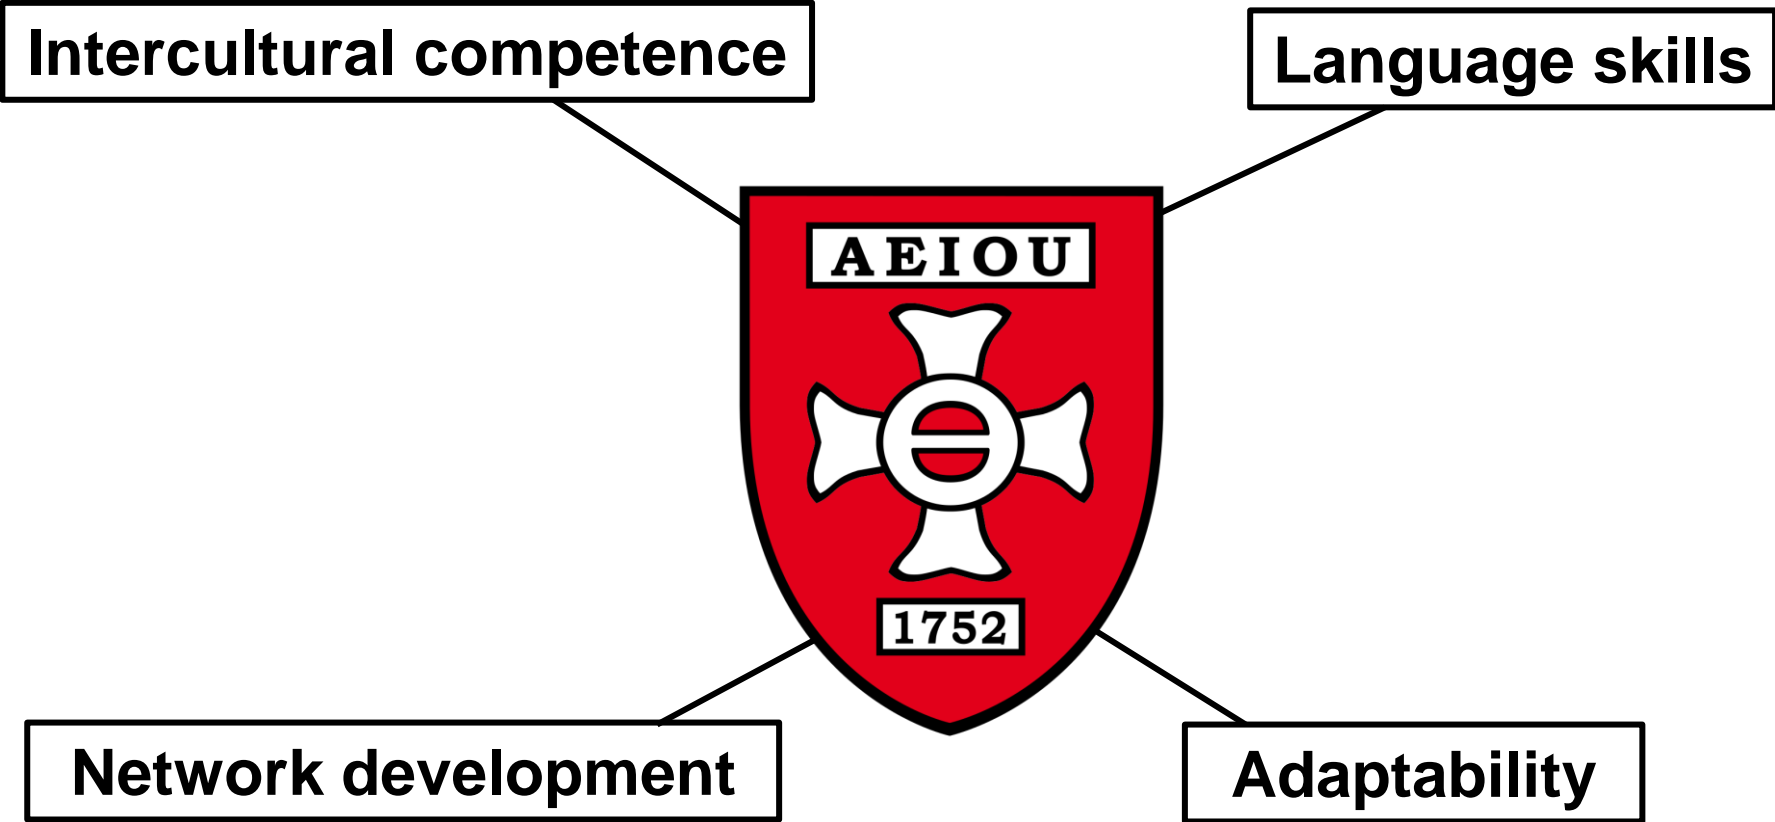 Intercultural competence
Language skills
AEIOU
1752
Network development
Adaptability